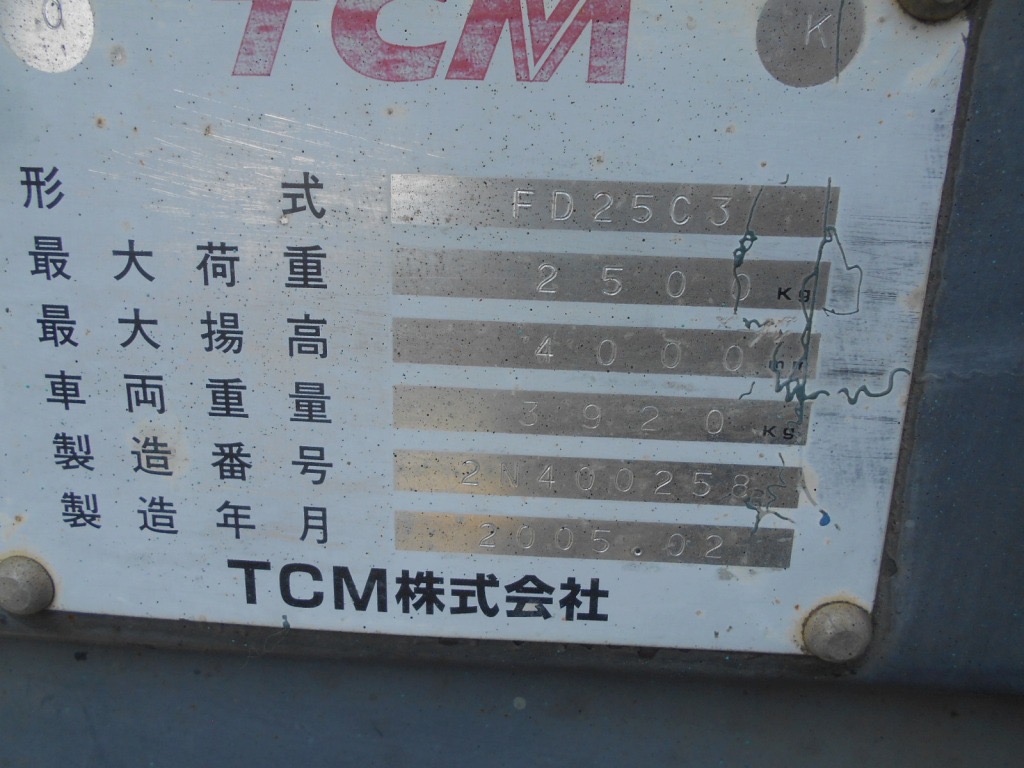 O TCM K
形 式 FD25C3
最大荷重 2500 Kg
最大揚高 4000
車両重量 3920 Kg
製造番号 2N400258
製造年月 2005.02
TCM株式会社